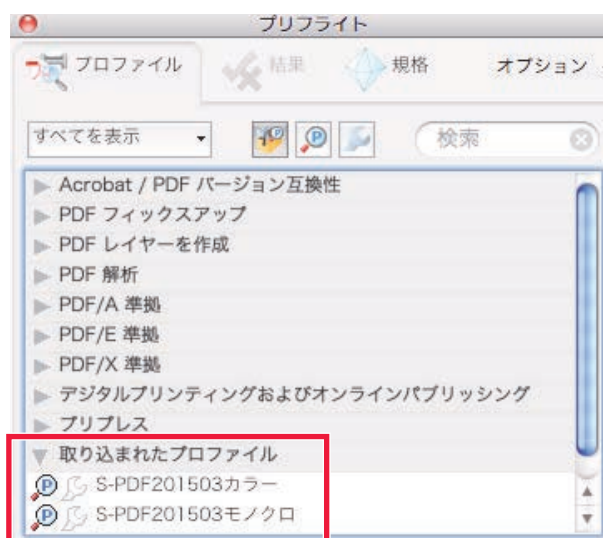 プリフライト
プロファイル 結果 規格 オプション
すべてを表示 検索
Acrobat / PDF バージョン互換性
PDF フィックスアップ
PDF レイヤーを作成
PDF 解析
PDF/A 準拠
PDF/E 準拠
PDF/X 準拠
デジタルプリンティングおよびオンラインパブリッシング
プリプレス
取り込まれたプロファイル
S-PDF201503カラー
S-PDF201503モノクロ